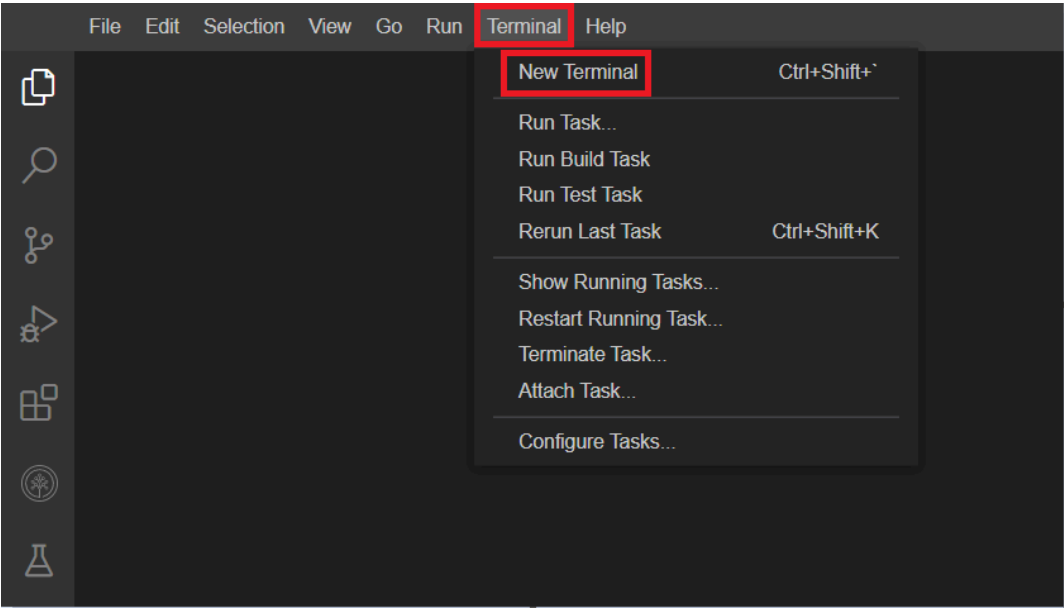 File Edit Selection View Go Run Terminal Help
New Terminal Ctrl+Shift+`
Run Task...
Run Build Task
Run Test Task
Rerun Last Task Ctrl+Shift+K
Show Running Tasks...
Restart Running Task...
Terminate Task...
Attach Task...
Configure Tasks...